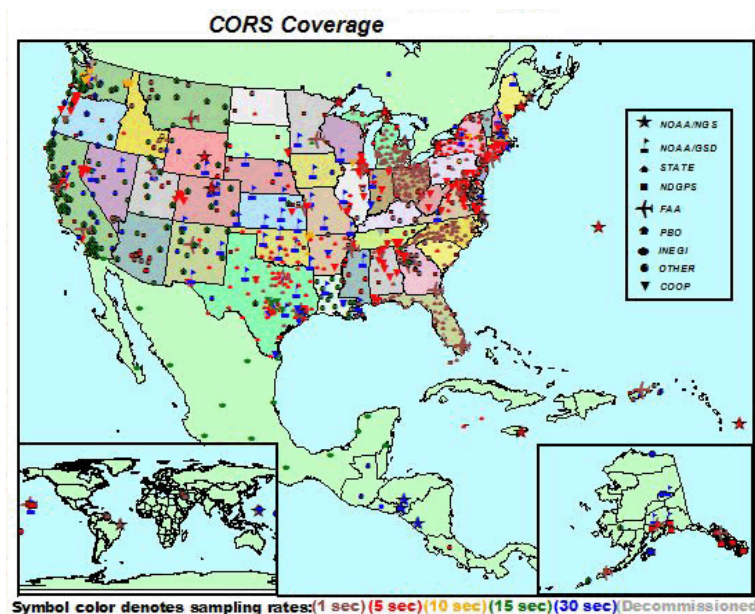 CORS Coverage
NOAA/NGS
NOAA/GSD
STATE
NDGPS
FAA
PBO
INEGI
OTHER
COOP
Symbol color denotes sampling rates:(1 sec) (5 sec) (10 sec) (15 sec) (30 sec) (Decommiss